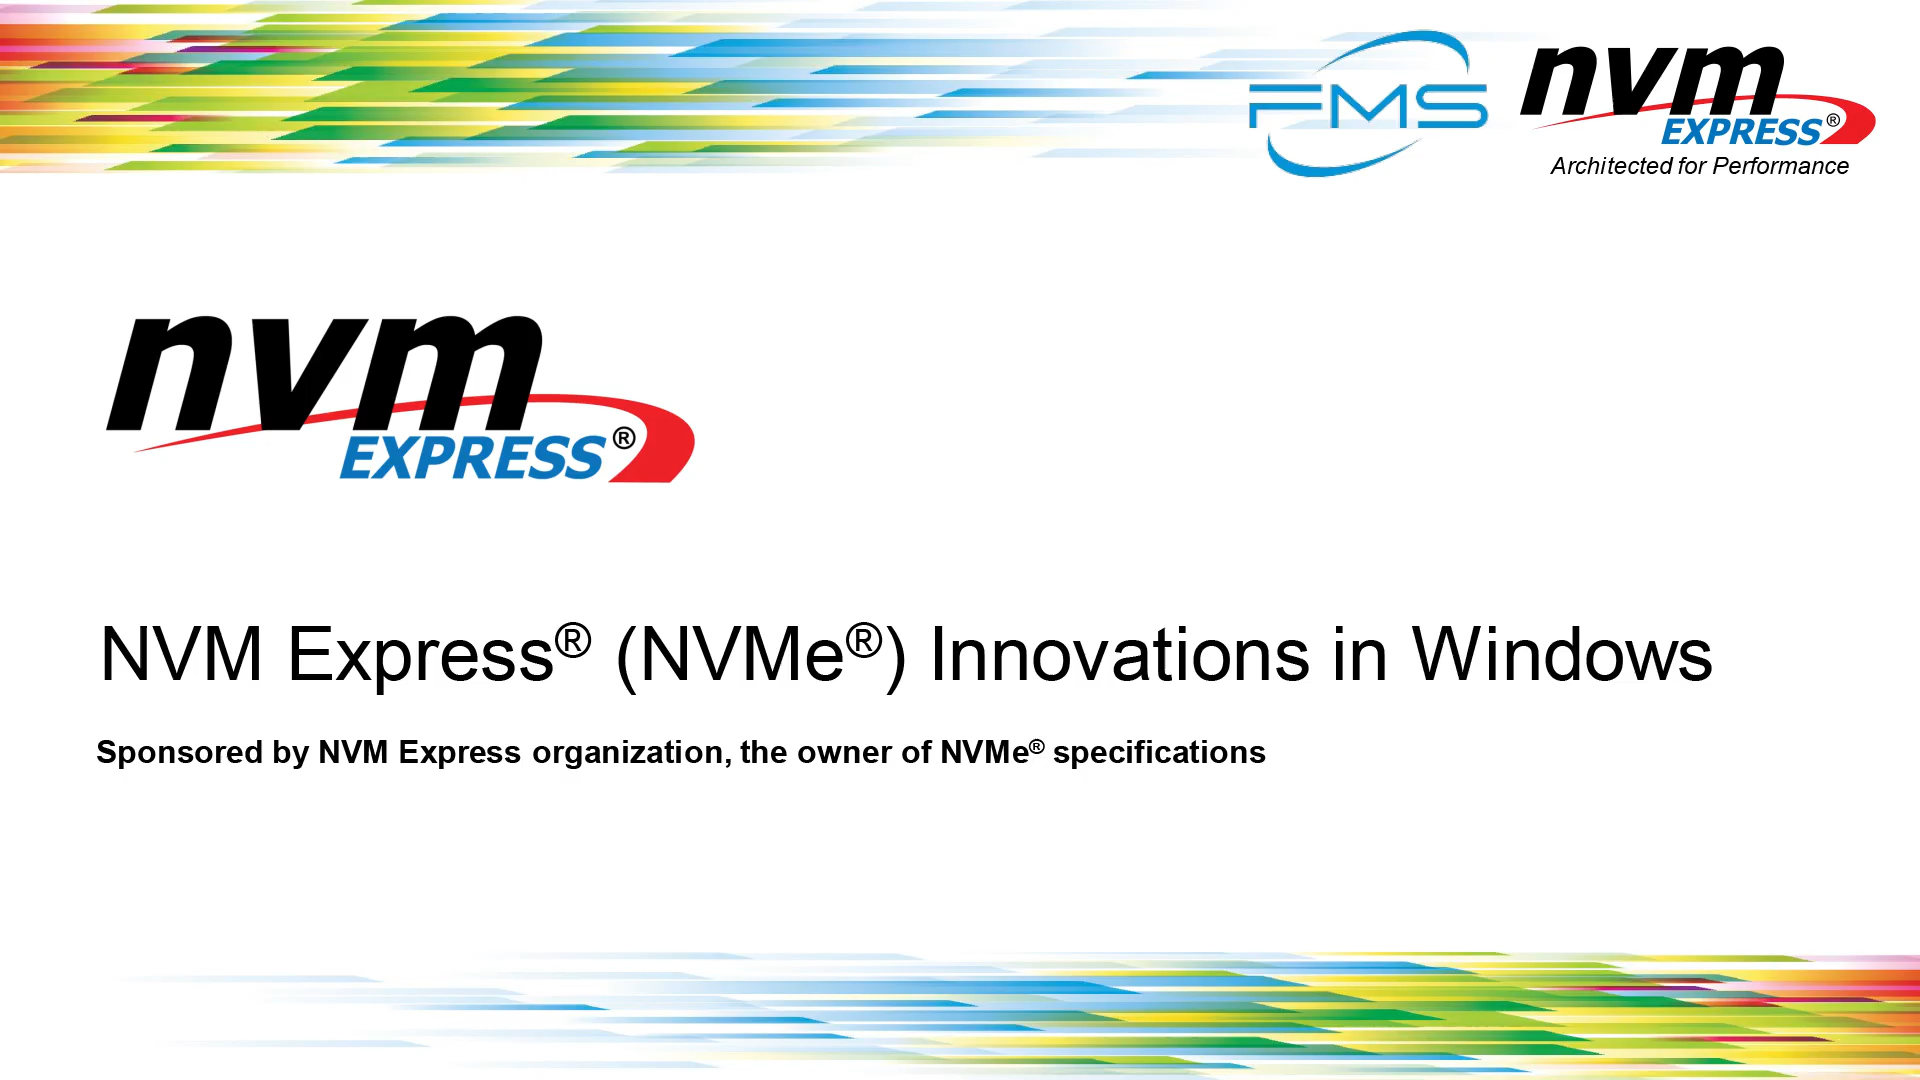 FMS
nvm
EXPRESS®
Architected for Performance
nvm
EXPRESS®
NVM Express® (NVMe®) Innovations in Windows
Sponsored by NVM Express organization, the owner of NVMe® specifications